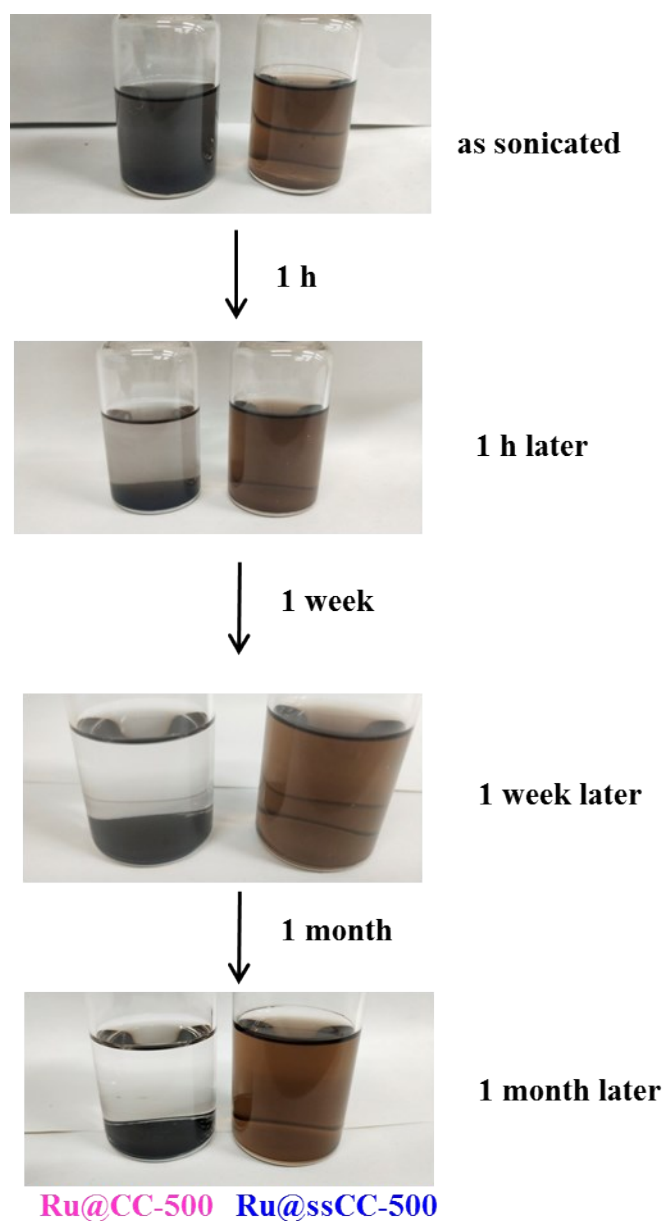 as sonicated
1 h
1 h later
1 week
1 week later
1 month
1 month later
Ru@CC-500 Ru@ssCC-500